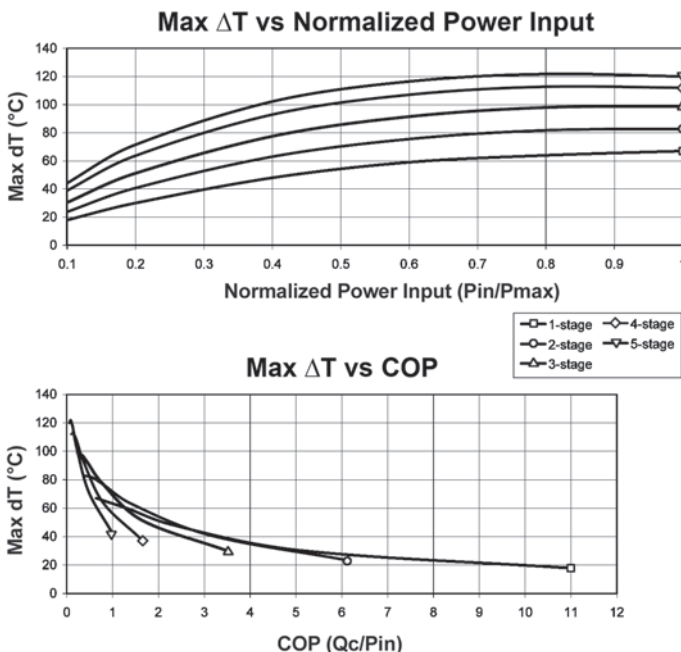 Max ΔT vs Normalized Power Input
Max dT (°C)
140
120
100
80
60
40
20
0
0.1 0.2 0.3 0.4 0.5 0.6 0.7 0.8 0.9
Normalized Power Input (Pin/Pmax)
1-stage 4-stage
2-stage 5-stage
3-stage
Max ΔT vs COP
Max dT (°C)
140
120
100
80
60
40
20
0
0 1 2 3 4 5 6 7 8 9 10 11 12
COP (Qc/Pin)